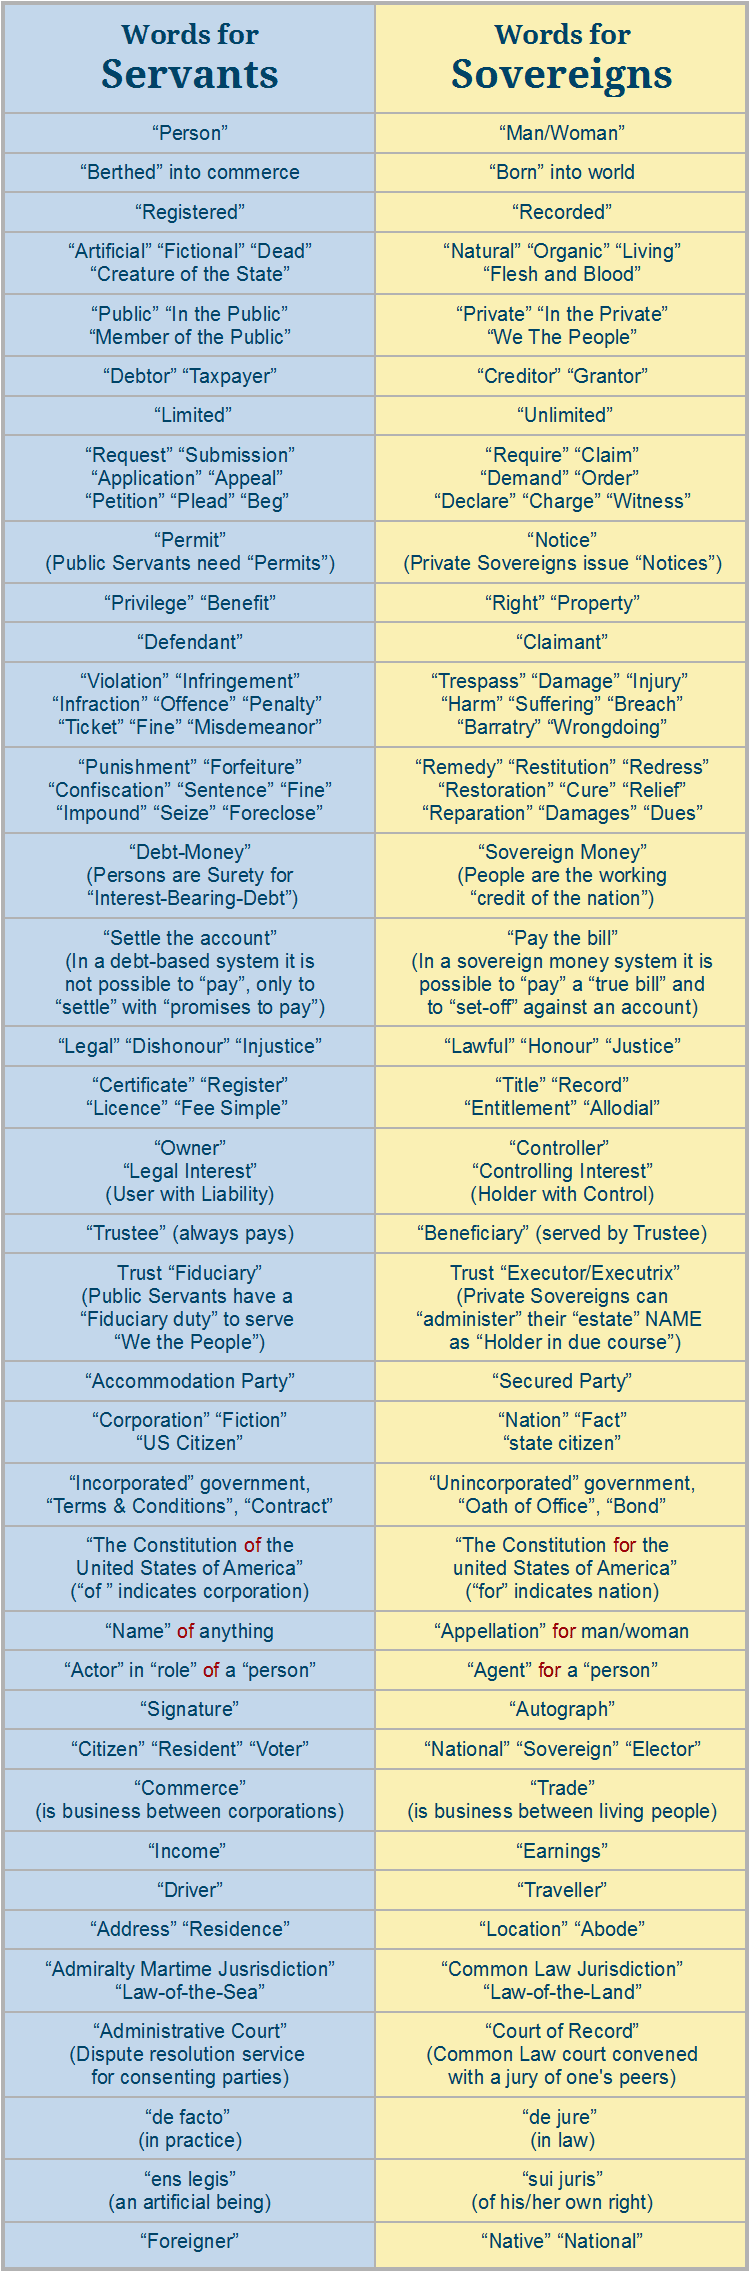 Words for
Servants
Words for
Sovereigns
“Person”
“Man/Woman”
“Berthed” into commerce
“Born” into world
“Registered”
“Recorded”
“Artificial” “Fictional” “Dead”
“Creature of the State”
“Natural” “Organic” “Living”
“Flesh and Blood”
“Public” “In the Public”
“Member of the Public”
“Private” “In the Private”
“We The People”
“Debtor” “Taxpayer”
“Creditor” “Grantor”
“Limited”
“Unlimited”
“Request” “Submission”
“Application” “Appeal”
“Petition” “Plead” “Beg”
“Require” “Claim”
“Demand” “Order”
“Declare” “Charge” “Witness”
“Permit”
(Public Servants need “Permits”)
“Notice”
(Private Sovereigns issue “Notices”)
“Privilege” “Benefit”
“Right” “Property”
“Defendant”
“Claimant”
“Violation” “Infringement”
“Infraction” “Offence” “Penalty”
“Ticket” “Fine” “Misdemeanor”
“Trespass” “Damage” “Injury”
“Harm” “Suffering” “Breach”
“Barratry” “Wrongdoing”
“Punishment” “Forfeiture”
“Confiscation” “Sentence” “Fine”
“Impound” “Seize” “Foreclose”
“Remedy” “Restitution” “Redress”
“Restoration” “Cure” “Relief”
“Reparation” “Damages” “Dues”
“Debt-Money”
(Persons are Surety for
“Interest-Bearing-Debt”)
“Sovereign Money”
(People are the working
“credit of the nation”)
“Settle the account”
(In a debt-based system it is
not possible to “pay”, only to
“settle” with “promises to pay”)
“Pay the bill”
(In a sovereign money system it is
possible to “pay” a “true bill” and
to “set-off” against an account)
“Legal” “Dishonour” “Injustice”
“Lawful” “Honour” “Justice”
“Certificate” “Register”
“Licence” “Fee Simple”
“Title” “Record”
“Entitlement” “Allodial”
“Owner”
“Legal Interest”
(User with Liability)
“Controller”
“Controlling Interest”
(Holder with Control)
“Trustee” (always pays)
“Beneficiary” (served by Trustee)
Trust “Fiduciary”
(Public Servants have a
“Fiduciary duty” to serve
“We the People”)
Trust “Executor/Executrix”
(Private Sovereigns can
“administer” their “estate” NAME
as “Holder in due course”)
“Accommodation Party”
“Secured Party”
“Corporation” “Fiction”
“US Citizen”
“Nation” “Fact”
“state citizen”
“Incorporated” government,
“Terms & Conditions”, “Contract”
“Unincorporated” government,
“Oath of Office”, “Bond”
“The Constitution of the
United States of America”
(“of ” indicates corporation)
“The Constitution for the
united States of America”
(“for” indicates nation)
“Name” of anything
“Appellation” for man/woman
“Actor” in “role” of a “person”
“Agent” for a “person”
“Signature”
“Autograph”
“Citizen” “Resident” “Voter”
“National” “Sovereign” “Elector”
“Commerce”
(is business between corporations)
“Trade”
(is business between living people)
“Income”
“Earnings”
“Driver”
“Traveller”
“Address” “Residence”
“Location” “Abode”
“Admiralty Martime Jusrisdiction”
“Law-of-the-Sea”
“Common Law Jurisdiction”
“Law-of-the-Land”
“Administrative Court”
(Dispute resolution service
for consenting parties)
“Court of Record”
(Common Law court convened
with a jury of one's peers)
“de facto”
(in practice)
“de jure”
(in law)
“ens legis”
(an artificial being)
“sui juris”
(of his/her own right)
“Foreigner”
“Native” “National”